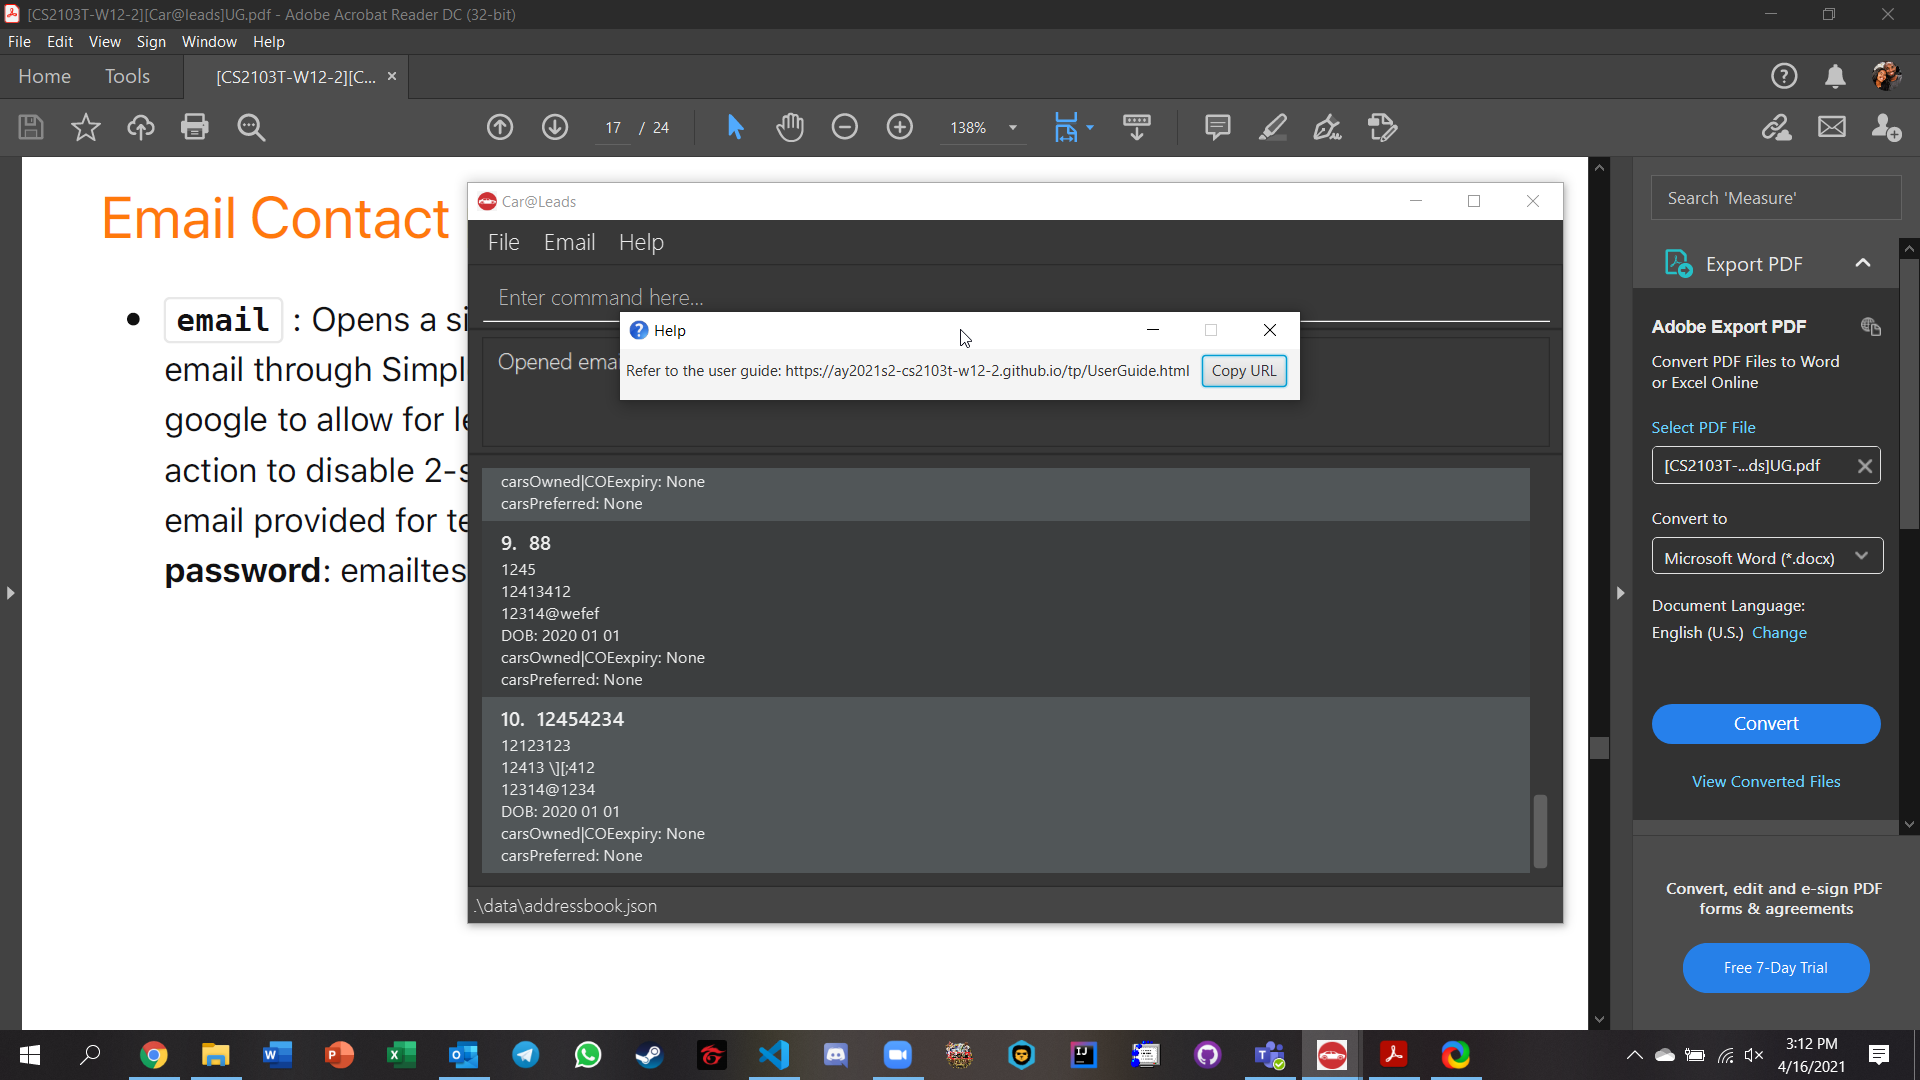 [CS2103T-W12-2][Car@leads]UG.pdf - Adobe Acrobat Reader DC (32-bit)
File Edit View Sign Window Help
Home Tools [CS2103T-W12-2][C...
17 / 24 138%
Email Contact
email : Opens a si
email through Simpl
google to allow for le
action to disable 2-s
email provided for te
password: emailtes
Car@Leads
File Email Help
Enter command here...
Opened emai
Help
Refer to the user guide: https://ay2021s2-cs2103t-w12-2.github.io/tp/UserGuide.html Copy URL
carsOwned|COEexpiry: None
carsPreferred: None
9. 88
1245
12413412
12314@wefef
DOB: 2020 01 01
carsOwned|COEexpiry: None
carsPreferred: None
10. 12454234
12123123
12413 \][;412
12314@1234
DOB: 2020 01 01
carsOwned|COEexpiry: None
carsPreferred: None
.\data\addressbook.json
Search 'Measure'
Export PDF
Adobe Export PDF
Convert PDF Files to Word
or Excel Online
Select PDF File
[CS2103T-...ds]UG.pdf
Convert to
Microsoft Word (*.docx)
Document Language:
English (U.S.) Change
Convert
View Converted Files
Convert, edit and e-sign PDF
forms & agreements
Free 7-Day Trial
3:12 PM
4/16/2021